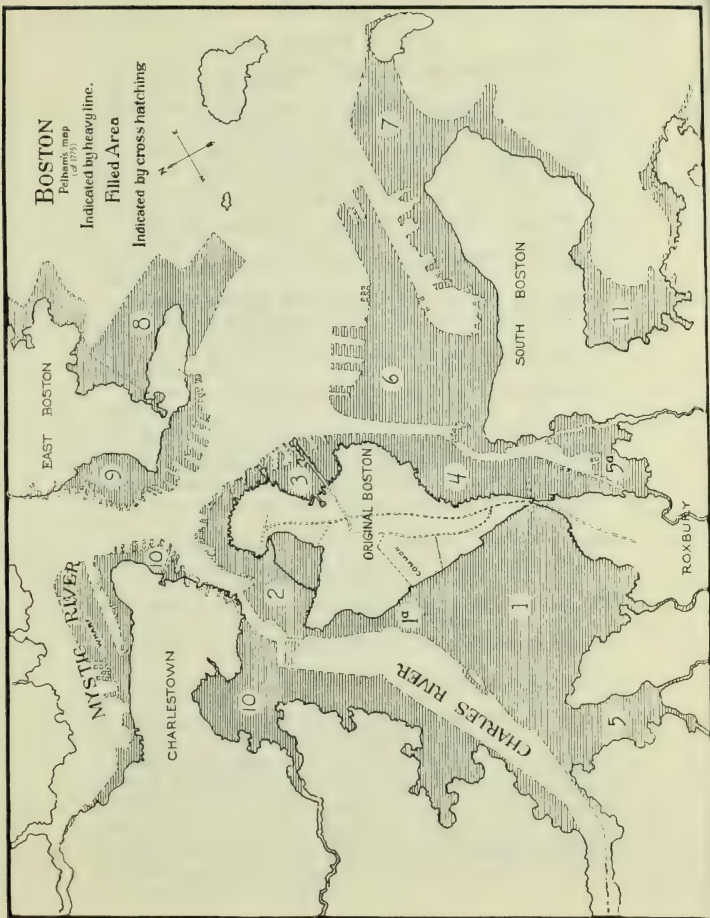 BOSTON
Pelham's map
(of 1775)
Indicated by heavy line.
Filled Area
Indicated by cross hatching
N
EAST BOSTON
8
9
7
6
SOUTH BOSTON
11
MYSTIC RIVER
WHARF
10
CHARLESTOWN
10
2
3
ORIGINAL BOSTON
COMMON
4
1a
1
5a
5
CHARLES RIVER
ROXBURY